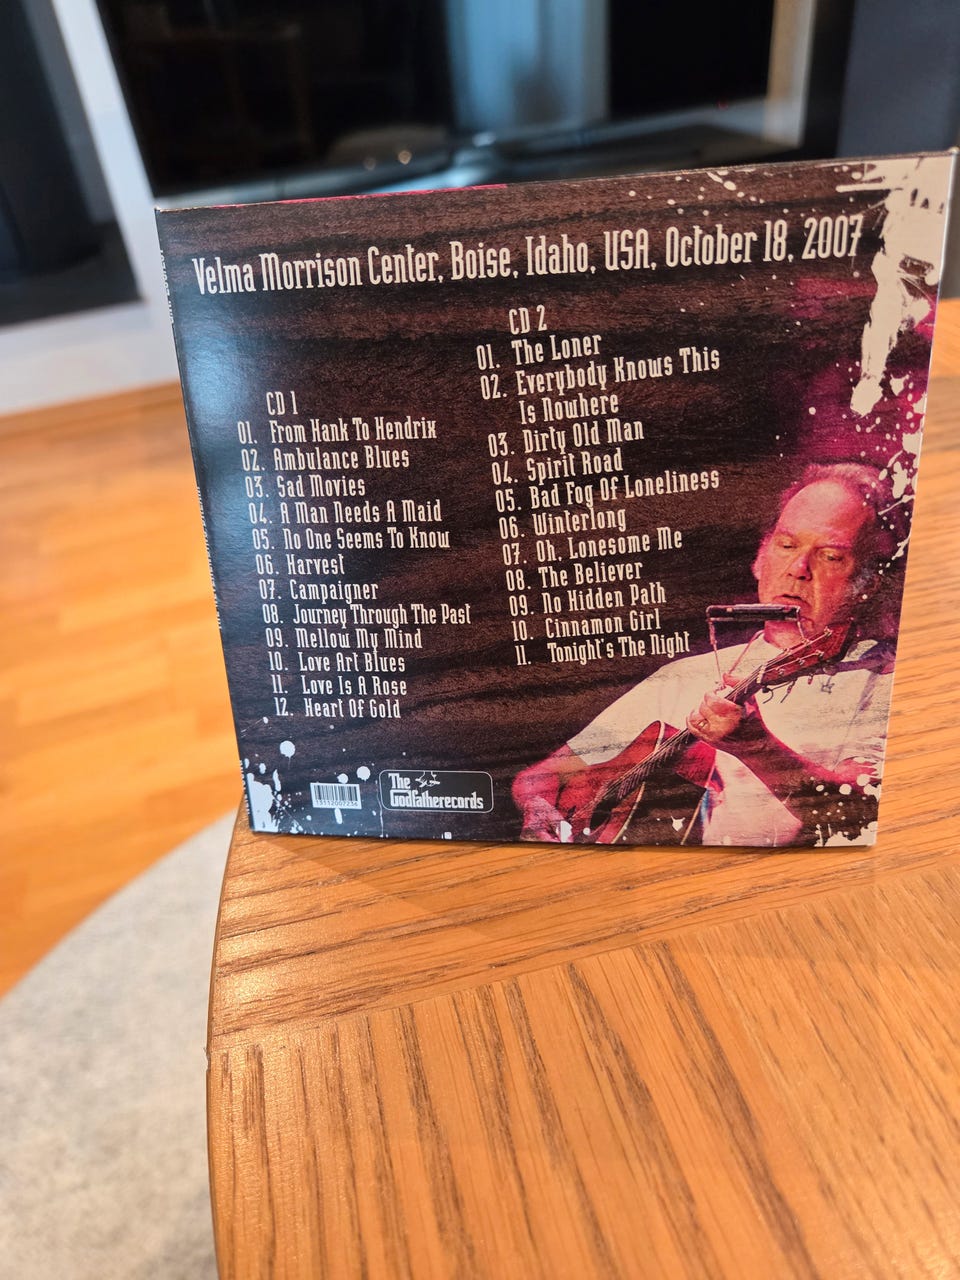 Velma Morrison Center, Boise, Idaho, USA, October 18, 2007
CD 1
01. From Hank To Hendrix
02. Ambulance Blues
03. Sad Movies
04. A Man Needs A Maid
05. No One Seems To Know
06. Harvest
07. Campaigner
08. Journey Through The Past
09. Mellow My Mind
10. Love Art Blues
11. Love Is A Rose
12. Heart Of Gold
CD 2
01. The Loner
02. Everybody Knows This
Is Nowhere
03. Dirty Old Man
04. Spirit Road
05. Bad Fog Of Loneliness
06. Winterlong
07. Oh, Lonesome Me
08. The Believer
09. No Hidden Path
10. Cinnamon Girl
11. Tonight's The Night
The
Godfatherecords